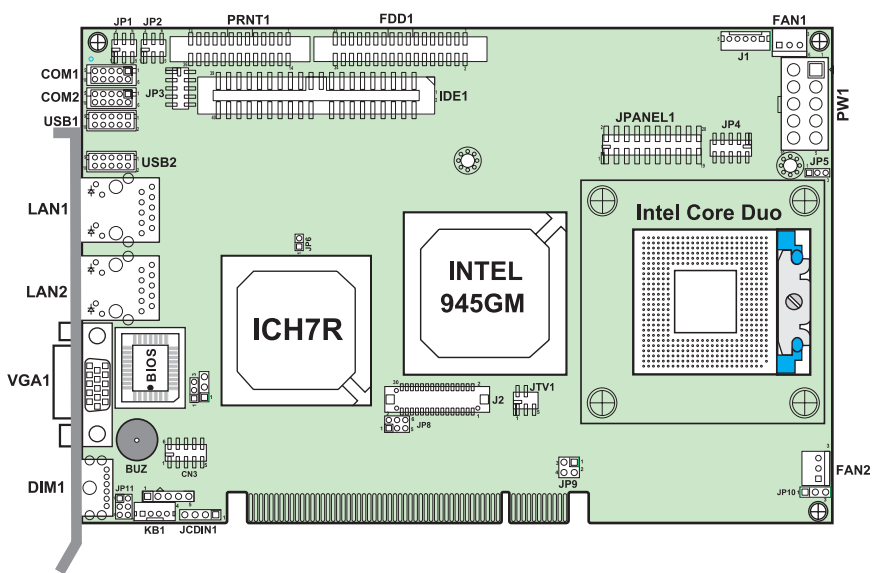 JP1 JP2 PRNT1 FDD1 FAN1
J1
COM1
COM2
JP3
IDE1
USB1
USB2
JPANEL1
JP4
PW1
JP5
LAN1
Intel Core Duo
JP6
LAN2
INTEL
945GM
ICH7R
VGA1
BIOS
J2
JTV1
JP8
BUZ
CN3
FAN2
DIM1
JP11
JP9
JP10
KB1
JCDIN1